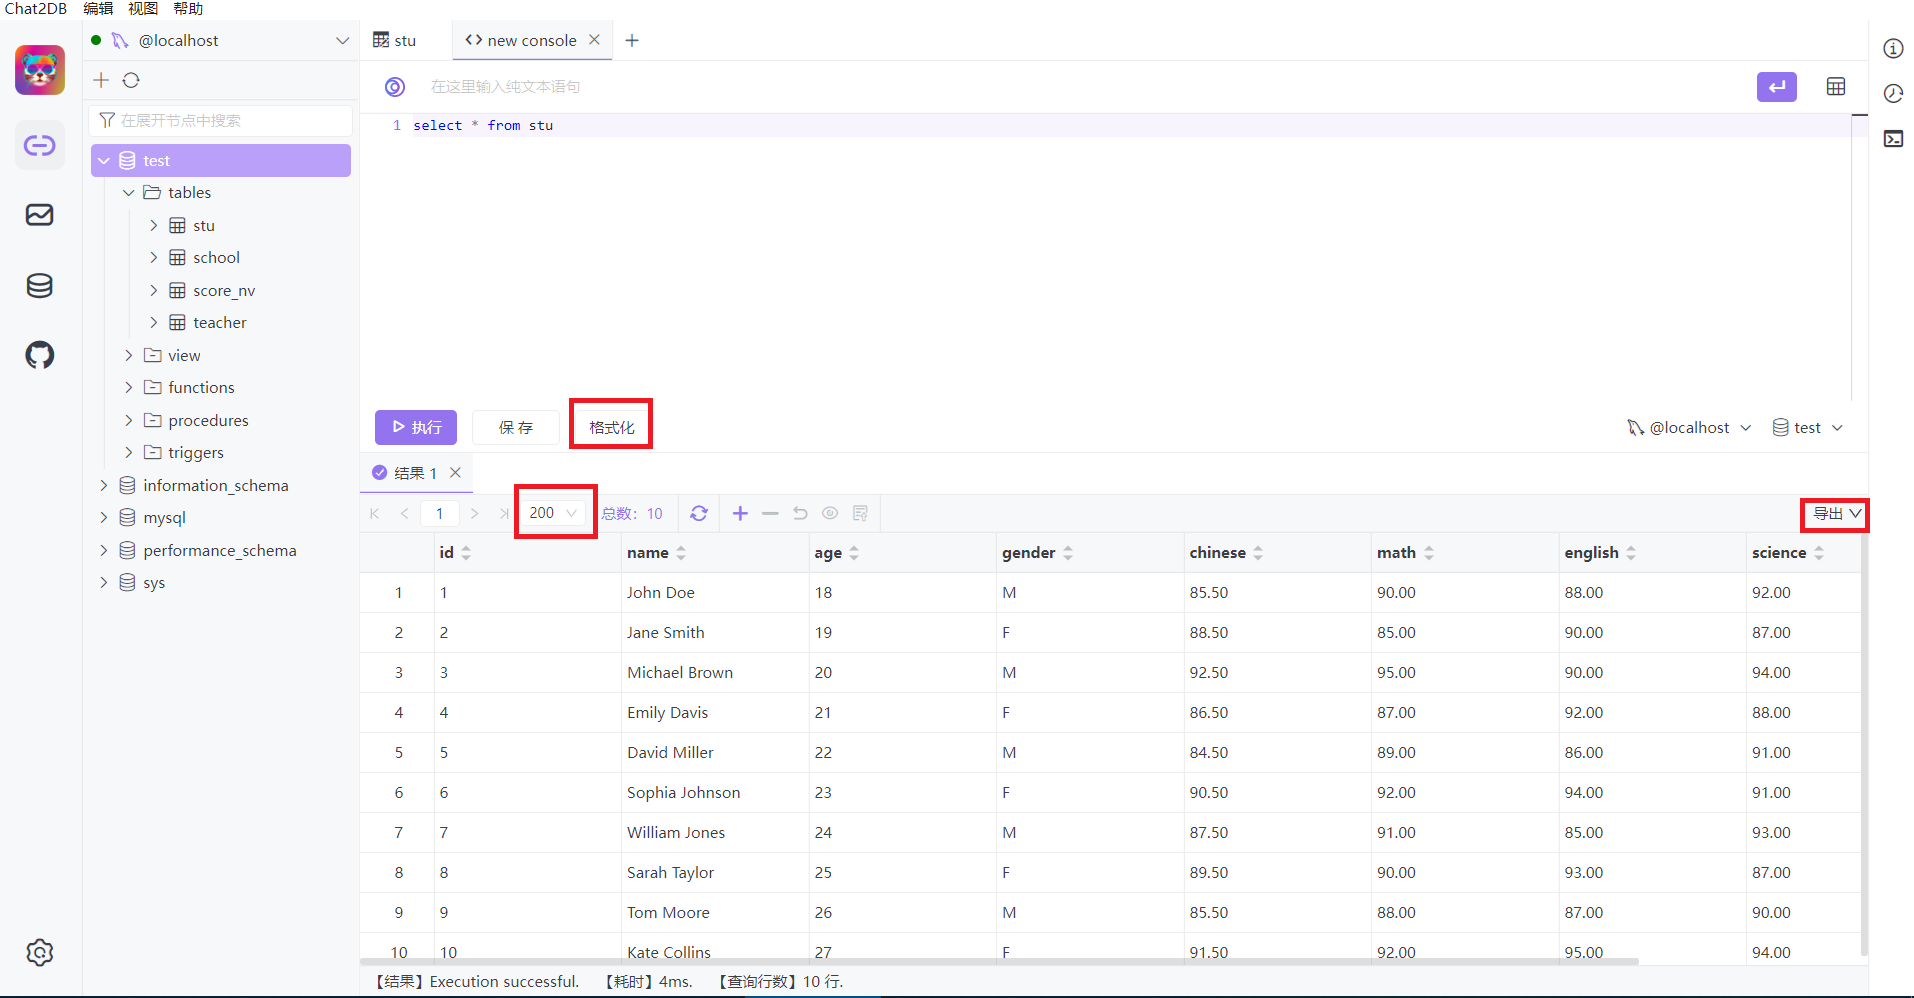 Chat2DB 编辑 视图 帮助
@localhost
stu
new console
在这里输入纯文本语句
在展开节点中搜索
1 select * from stu
test
tables
stu
school
score_nv
teacher
view
functions
procedures
triggers
information_schema
mysql
performance_schema
sys
执行 保存 格式化 @localhost test
结果 1
1 200 总数: 10 导出
id name age gender chinese math english science
1 1 John Doe 18 M 85.50 90.00 88.00 92.00
2 2 Jane Smith 19 F 88.50 85.00 90.00 87.00
3 3 Michael Brown 20 M 92.50 95.00 90.00 94.00
4 4 Emily Davis 21 F 86.50 87.00 92.00 88.00
5 5 David Miller 22 M 84.50 89.00 86.00 91.00
6 6 Sophia Johnson 23 F 90.50 92.00 94.00 91.00
7 7 William Jones 24 M 87.50 91.00 85.00 93.00
8 8 Sarah Taylor 25 F 89.50 90.00 93.00 87.00
9 9 Tom Moore 26 M 85.50 88.00 87.00 90.00
10 10 Kate Collins 27 F 91.50 92.00 95.00 94.00
【结果】Execution successful. 【耗时】4ms. 【查询行数】10 行.